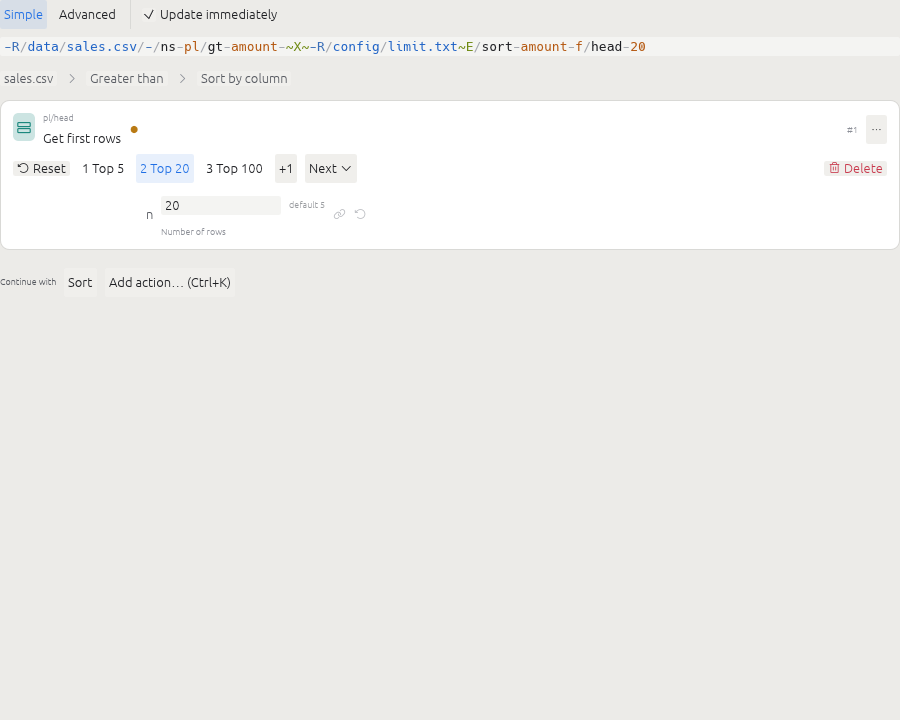 Simple Advanced Update immediately
-R/data/sales.csv/-/ns-pl/gt-amount-~X~-R/config/limit.txt~E/sort-amount-f/head-20
sales.csv Greater than Sort by column
pl/head
Get first rows #1 ...
Reset 1 Top 5 2 Top 20 3 Top 100 +1 Next Delete
n 20 default 5
Number of rows
Continue with Sort Add action... (Ctrl+K)